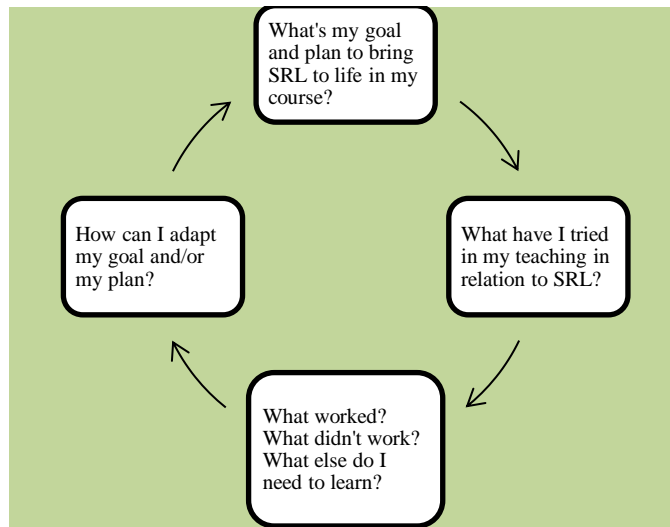 What's my goal
and plan to bring
SRL to life in my
course?
What have I tried
in my teaching in
relation to SRL?
What worked?
What didn't work?
What else do I
need to learn?
How can I adapt
my goal and/or
my plan?